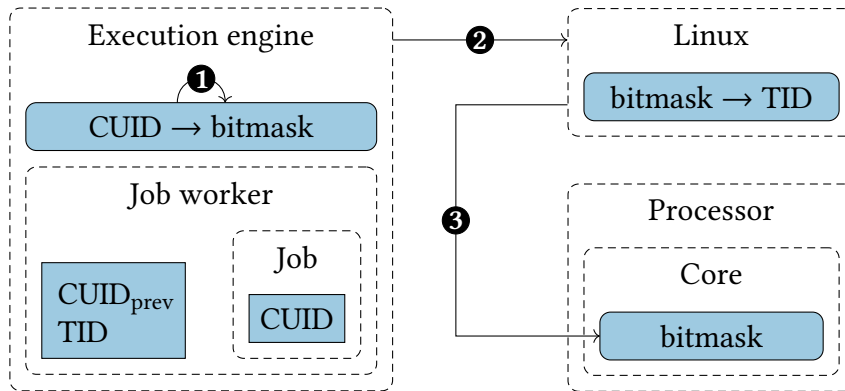 Execution engine
❶
CUID → bitmask
Job worker
CUIDprev
TID
Job
CUID
❷
Linux
bitmask → TID
❸
Processor
Core
bitmask